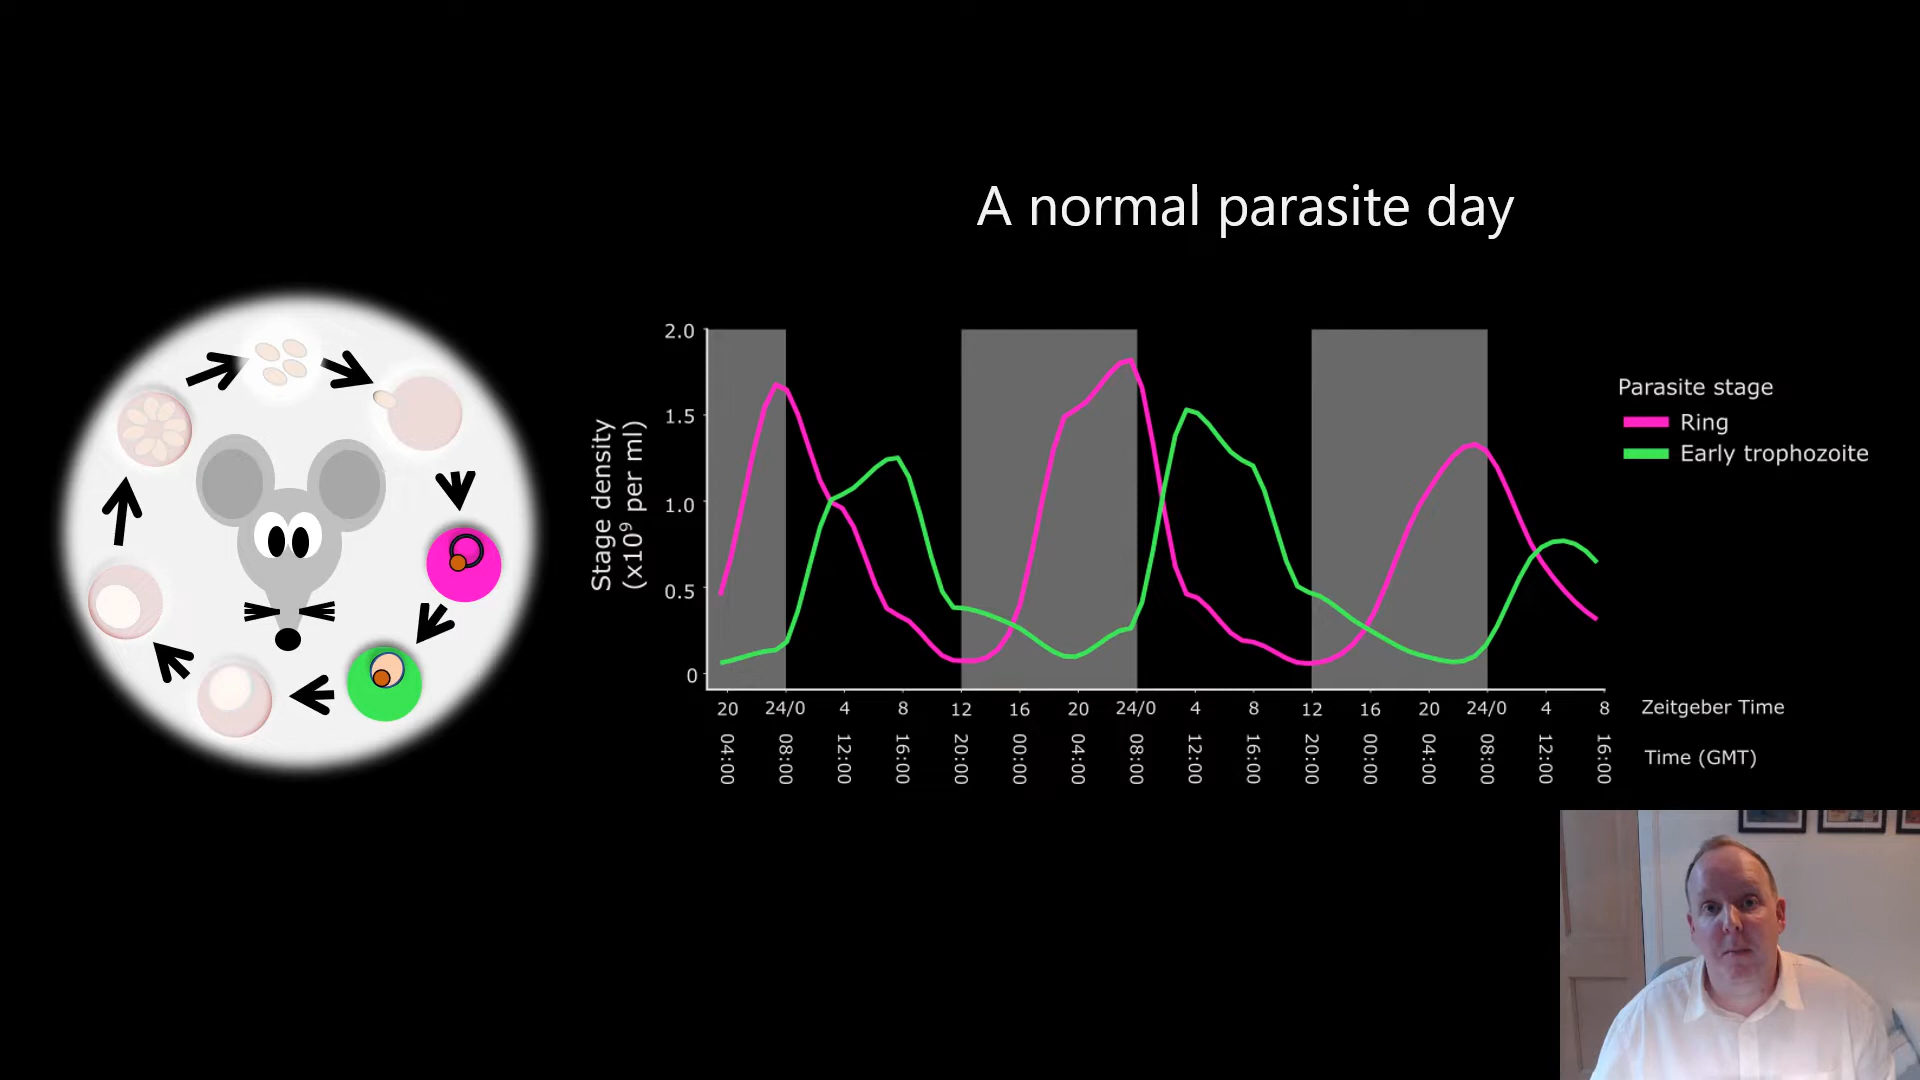 A normal parasite day
Stage density
(x10⁹ per ml)
2.0
1.5
1.0
0.5
0
Parasite stage
Ring
Early trophozoite
20 24/0 4 8 12 16 20 24/0 4 8 12 16 20 24/0 4 8 Zeitgeber Time
04:00 08:00 12:00 16:00 20:00 00:00 04:00 08:00 12:00 16:00 20:00 00:00 04:00 08:00 12:00 16:00 Time (GMT)